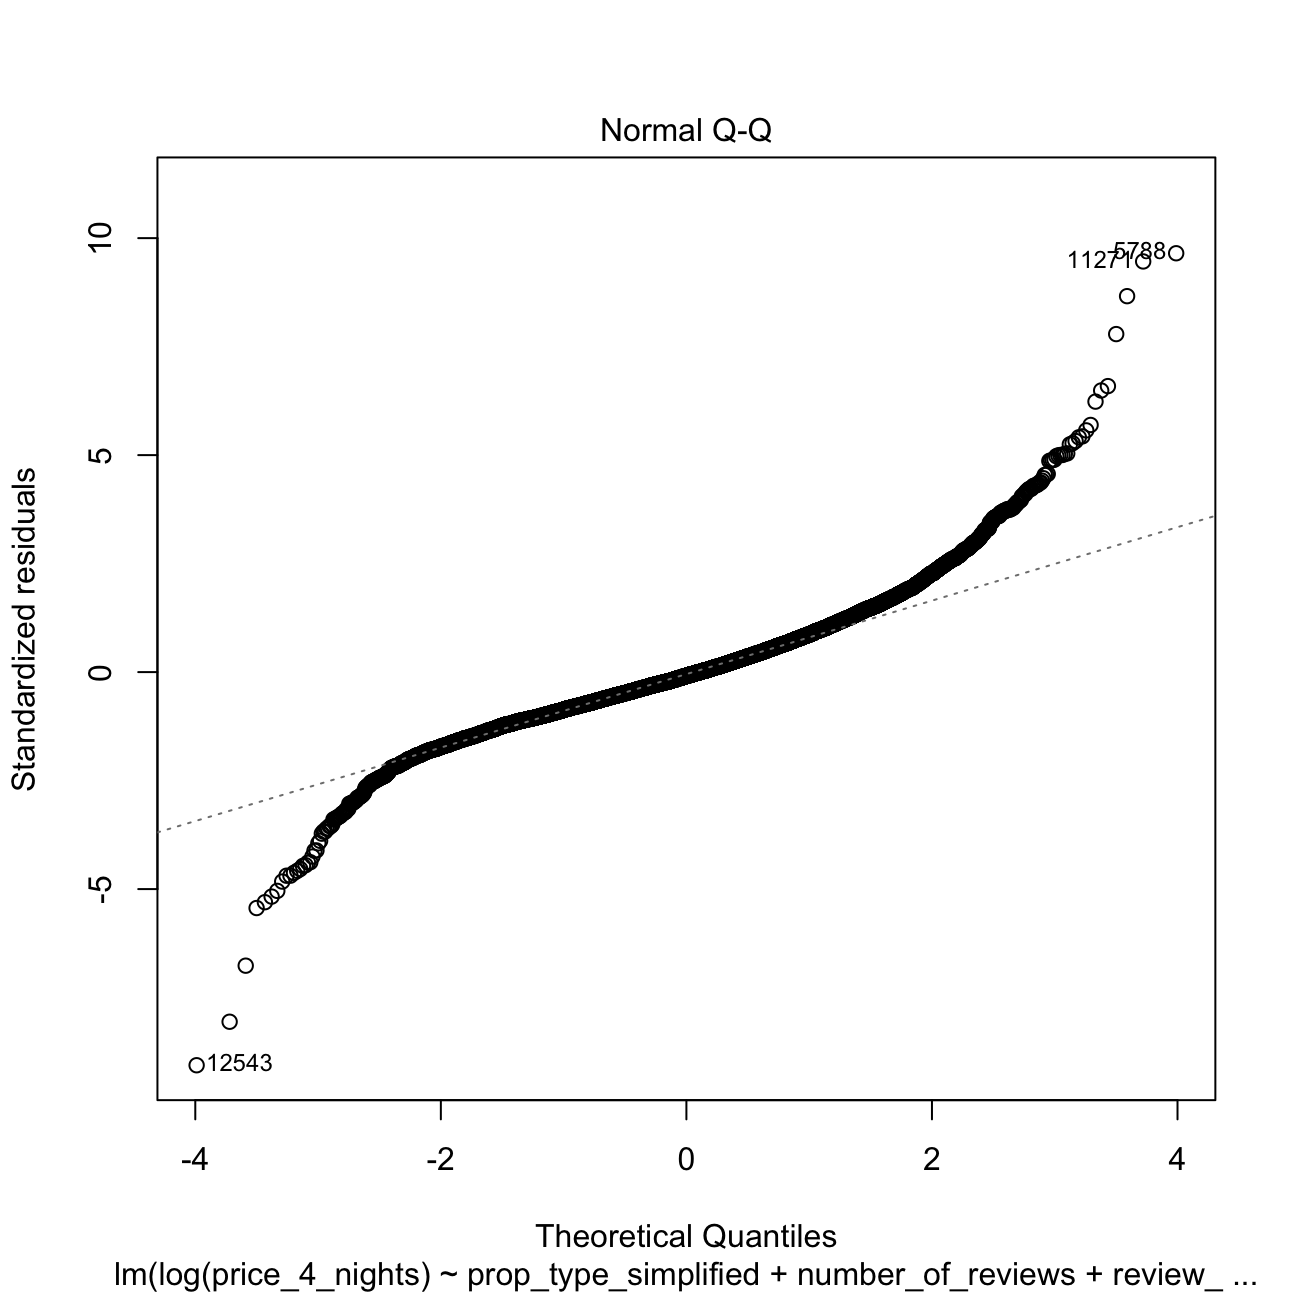 Normal Q-Q
10
5
0
-5
Standardized residuals
5788
11271
12543
-4 -2 0 2 4
Theoretical Quantiles
lm(log(price_4_nights) ~ prop_type_simplified + number_of_reviews + review_ ...